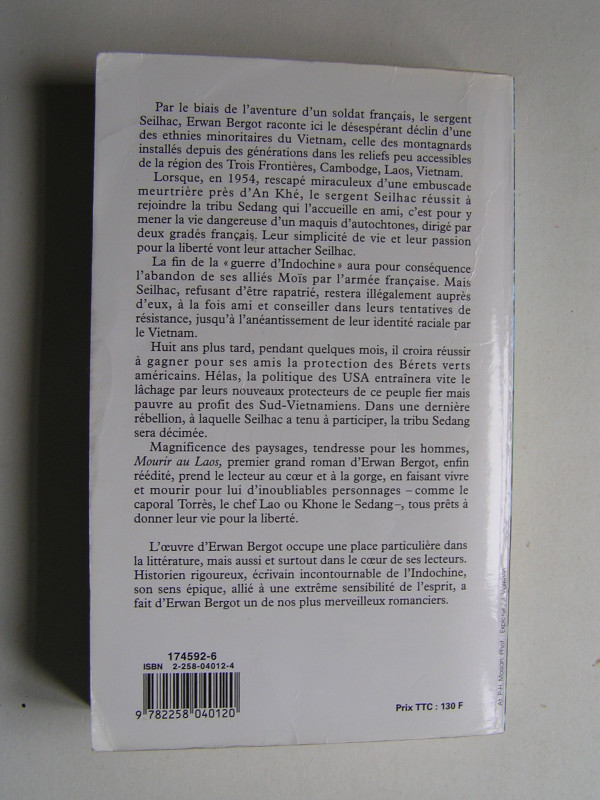 Par le biais de l'aventure d'un soldat français, le sergent
Seilhac, Erwan Bergot raconte ici le désespérant déclin d'une
des ethnies minoritaires du Vietnam, celle des montagnards
installés depuis des générations dans les reliefs peu accessibles
de la région des Trois Frontières, Cambodge, Laos, Vietnam.
Lorsque, en 1954, rescapé miraculeux d'une embuscade
meurtrière près d'An Khé, le sergent Seilhac réussit à
rejoindre la tribu Sedang qui l'accueille en ami, c'est pour y
mener la vie dangereuse d'un maquis d'autochtones, dirigé par
deux gradés français. Leur simplicité de vie et leur passion
pour la liberté vont leur attacher Seilhac.
La fin de la « guerre d'Indochine » aura pour conséquence
l'abandon de ses alliés Moïs par l'armée française. Mais
Seilhac, refusant d'être rapatrié, restera illégalement auprès
d'eux, à la fois ami et conseiller dans leurs tentatives de
résistance, jusqu'à l'anéantissement de leur identité raciale par
le Vietnam.
Huit ans plus tard, pendant quelques mois, il croira réussir
à gagner pour ses amis la protection des Bérets verts
américains. Hélas, la politique des USA entraînera vite le
lâchage par leurs nouveaux protecteurs de ce peuple fier mais
pauvre au profit des Sud-Vietnamiens. Dans une dernière
rébellion, à laquelle Seilhac a tenu à participer, la tribu Sedang
sera décimée.
Magnificence des paysages, tendresse pour les hommes,
Mourir au Laos, premier grand roman d'Erwan Bergot, enfin
réédité, prend le lecteur au cœur et à la gorge, en faisant vivre
et mourir pour lui d'inoubliables personnages – comme le
caporal Torrès, le chef Lao ou Khone le Sedang –, tous prêts à
donner leur vie pour la liberté.
L'œuvre d'Erwan Bergot occupe une place particulière dans
la littérature, mais aussi et surtout dans le cœur de ses lecteurs.
Historien rigoureux, écrivain incontournable de l'Indochine,
son sens épique, allié à une extrême sensibilité de l'esprit, a
fait d'Erwan Bergot un de nos plus merveilleux romanciers.
174592-6
ISBN 2-258-04012-4
9 782258 040120
Prix TTC : 130 F